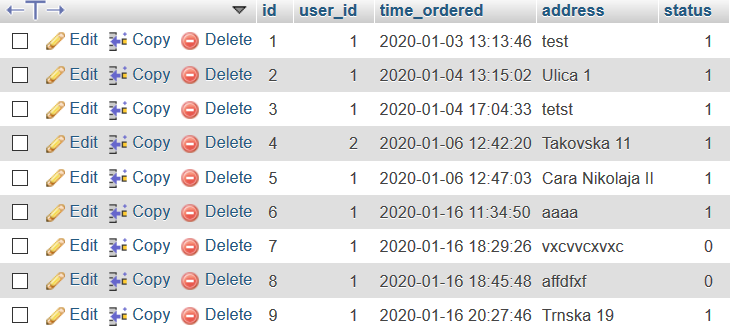 id user_id time_ordered address status
Edit Copy Delete 1 1 2020-01-03 13:13:46 test 1
Edit Copy Delete 2 1 2020-01-04 13:15:02 Ulica 1 1
Edit Copy Delete 3 1 2020-01-04 17:04:33 tetst 1
Edit Copy Delete 4 2 2020-01-06 12:42:20 Takovska 11 1
Edit Copy Delete 5 1 2020-01-06 12:47:03 Cara Nikolaja II 1
Edit Copy Delete 6 1 2020-01-16 11:34:50 aaaa 1
Edit Copy Delete 7 1 2020-01-16 18:29:26 vxcvvcxvxc 0
Edit Copy Delete 8 1 2020-01-16 18:45:48 affdfxf 0
Edit Copy Delete 9 1 2020-01-16 20:27:46 Trnska 19 1